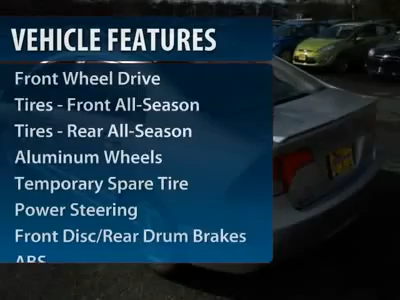 VEHICLE FEATURES
Front Wheel Drive
Tires - Front All-Season
Tires - Rear All-Season
Aluminum Wheels
Temporary Spare Tire
Power Steering
Front Disc/Rear Drum Brakes
ABS